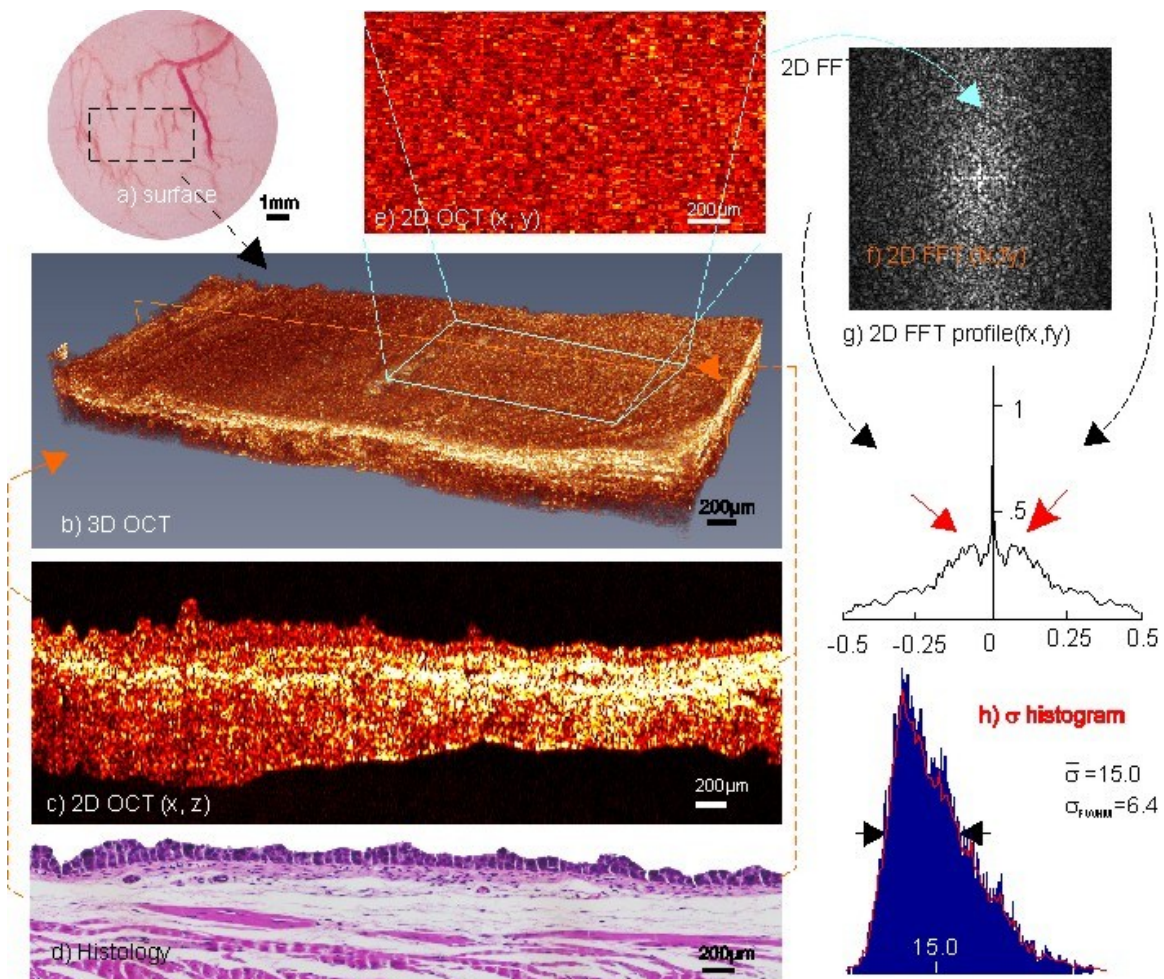 a) surface
1mm
e) 2D OCT (x, y)
200µm
2D FFT
f) 2D FFT (fx,fy)
g) 2D FFT profile(fx,fy)
b) 3D OCT
200µm
1
.5
-0.5 -0.25 0 0.25 0.5
c) 2D OCT (x, z)
200µm
h) σ histogram
σ̅ =15.0
σFWHM=6.4
15.0
d) Histology
200µm